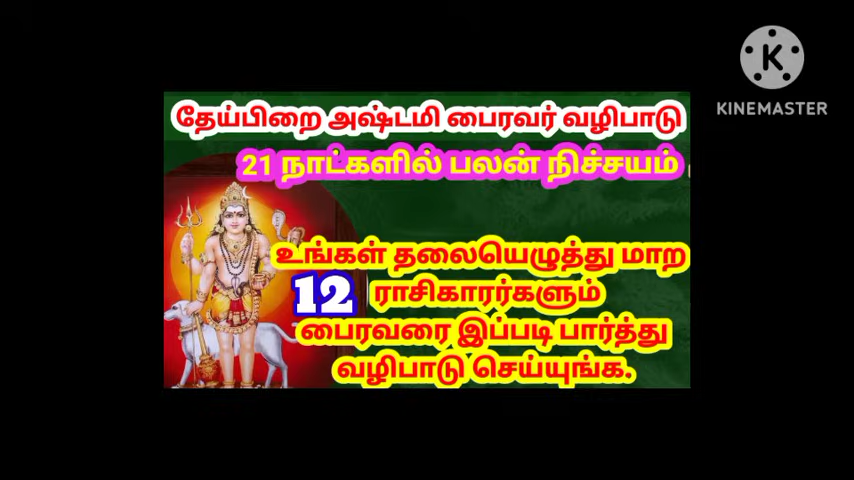 KINEMASTER
தேய்பிறை அஷ்டமி பைரவர் வழிபாடு
21 நாட்களில் பலன் நிச்சயம்
உங்கள் தலையெழுத்து மாற
12 ராசிகாரர்களும்
பைரவரை இப்படி பார்த்து
வழிபாடு செய்யுங்க.